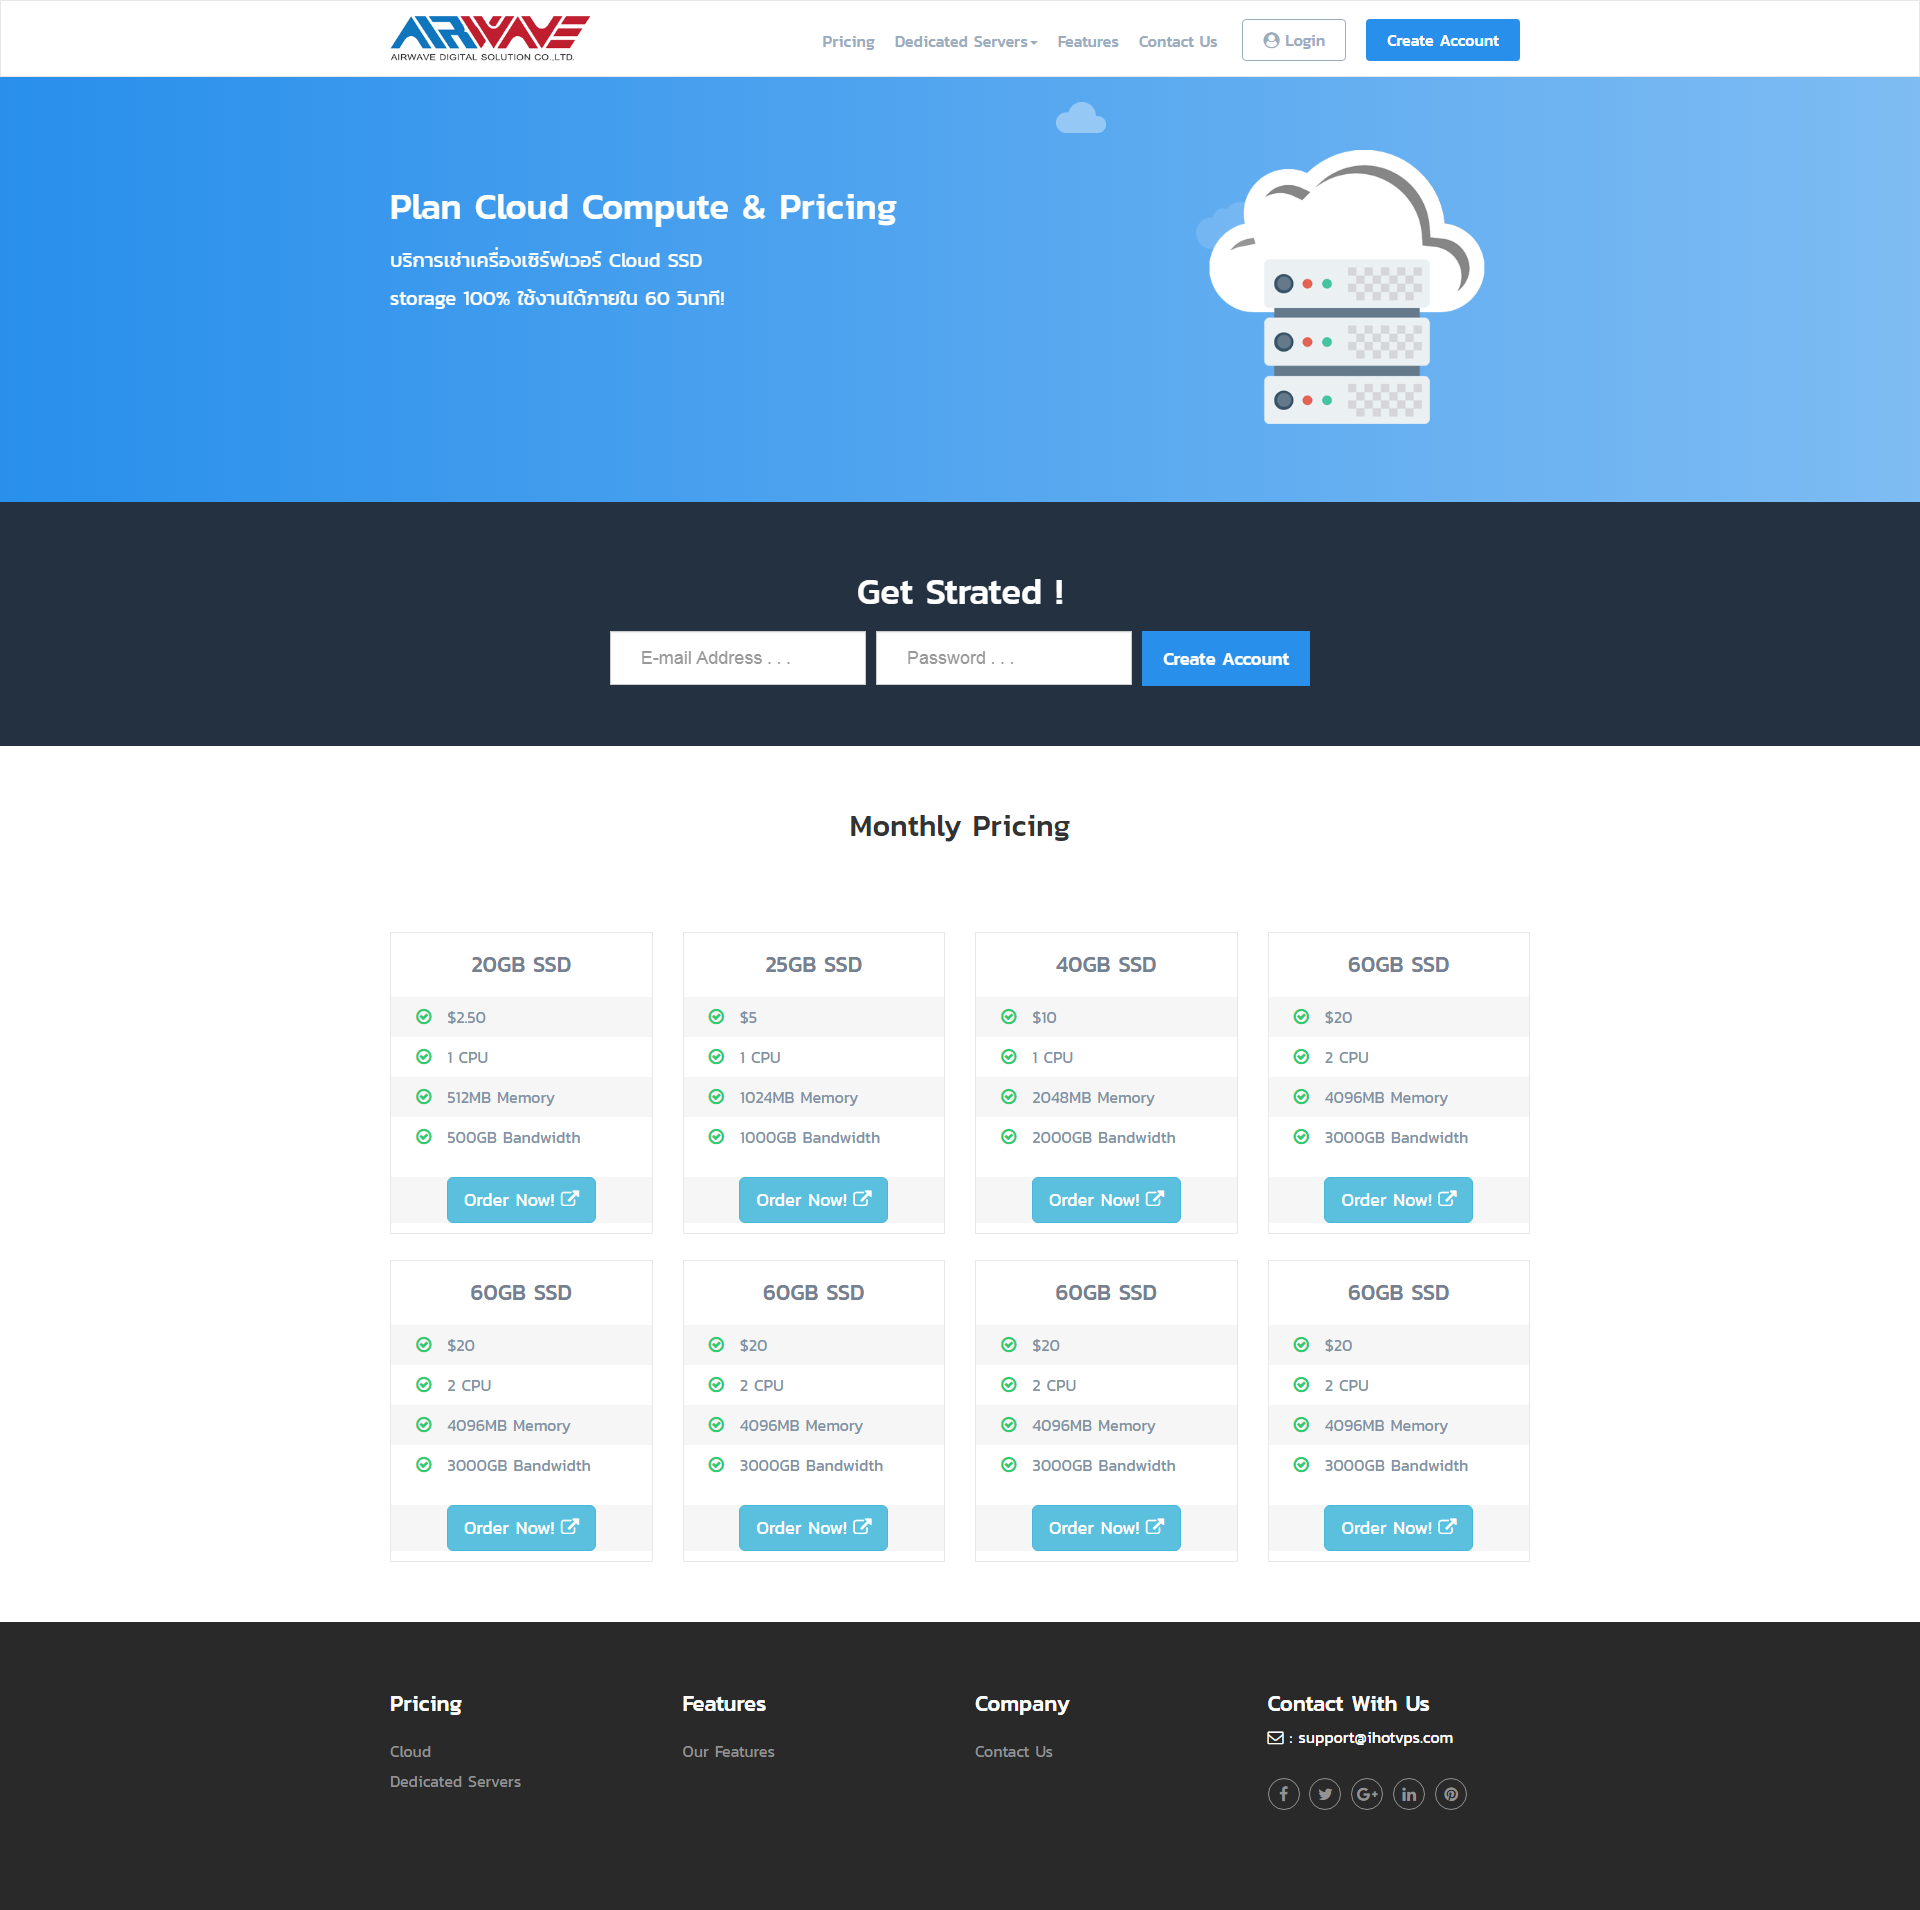 AIRWAVE
AIRWAVE DIGITAL SOLUTION CO.,LTD.
Pricing
Dedicated Servers
Features
Contact Us
Login
Create Account
Plan Cloud Compute & Pricing
บริการเช่าเครื่องเซิร์ฟเวอร์ Cloud SSD
storage 100% ใช้งานได้ภายใน 60 วินาที!
Get Strated !
E-mail Address . . .
Password . . .
Create Account
Monthly Pricing
20GB SSD
$2.50
1 CPU
512MB Memory
500GB Bandwidth
Order Now!
25GB SSD
$5
1 CPU
1024MB Memory
1000GB Bandwidth
Order Now!
40GB SSD
$10
1 CPU
2048MB Memory
2000GB Bandwidth
Order Now!
60GB SSD
$20
2 CPU
4096MB Memory
3000GB Bandwidth
Order Now!
60GB SSD
$20
2 CPU
4096MB Memory
3000GB Bandwidth
Order Now!
60GB SSD
$20
2 CPU
4096MB Memory
3000GB Bandwidth
Order Now!
60GB SSD
$20
2 CPU
4096MB Memory
3000GB Bandwidth
Order Now!
60GB SSD
$20
2 CPU
4096MB Memory
3000GB Bandwidth
Order Now!
Pricing
Cloud
Dedicated Servers
Features
Our Features
Company
Contact Us
Contact With Us
: support@ihotvps.com